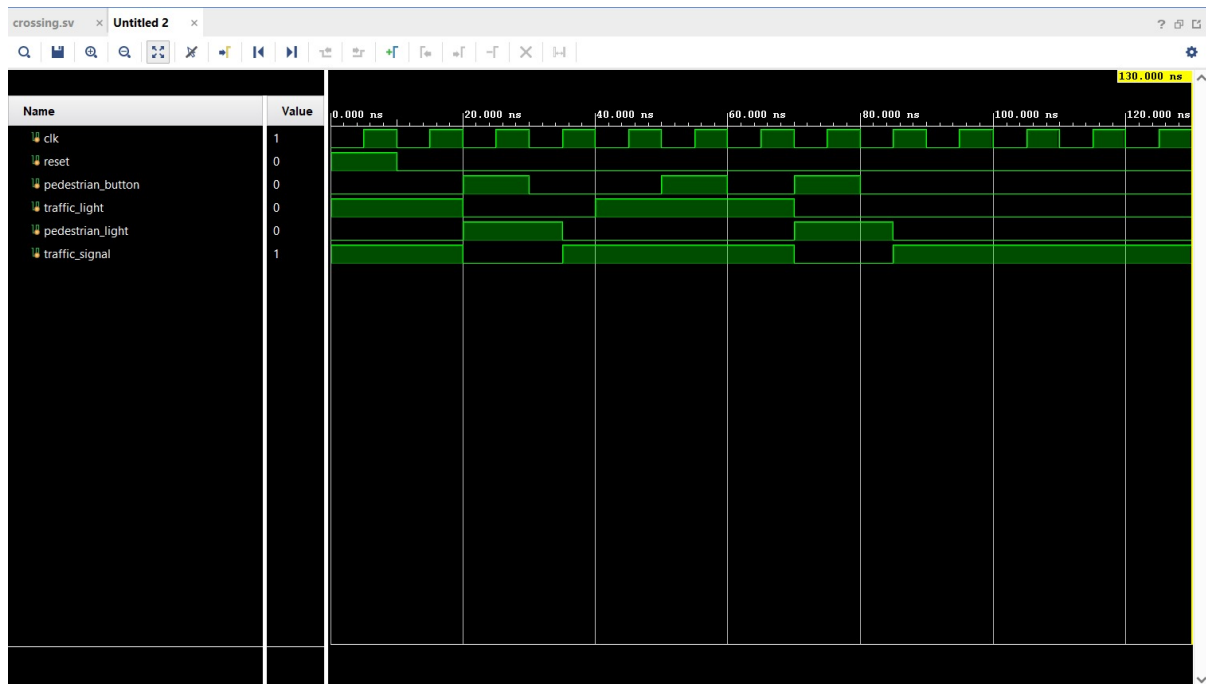 crossing.sv × Untitled 2 ×
?
130.000 ns
Name Value
0.000 ns 20.000 ns 40.000 ns 60.000 ns 80.000 ns 100.000 ns 120.000 ns
clk 1
reset 0
pedestrian_button 0
traffic_light 0
pedestrian_light 0
traffic_signal 1